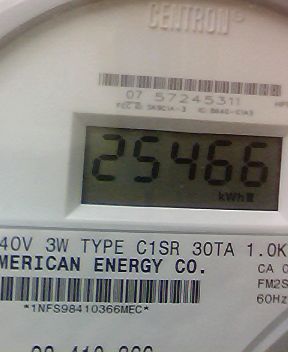 CENTRON®
07 57245311
25466
kWh
40V 3W TYPE C1SR 30TA 1.0K
MERICAN ENERGY CO.
CA 0
FM2S
60Hz
*1NFS98410366MEC*